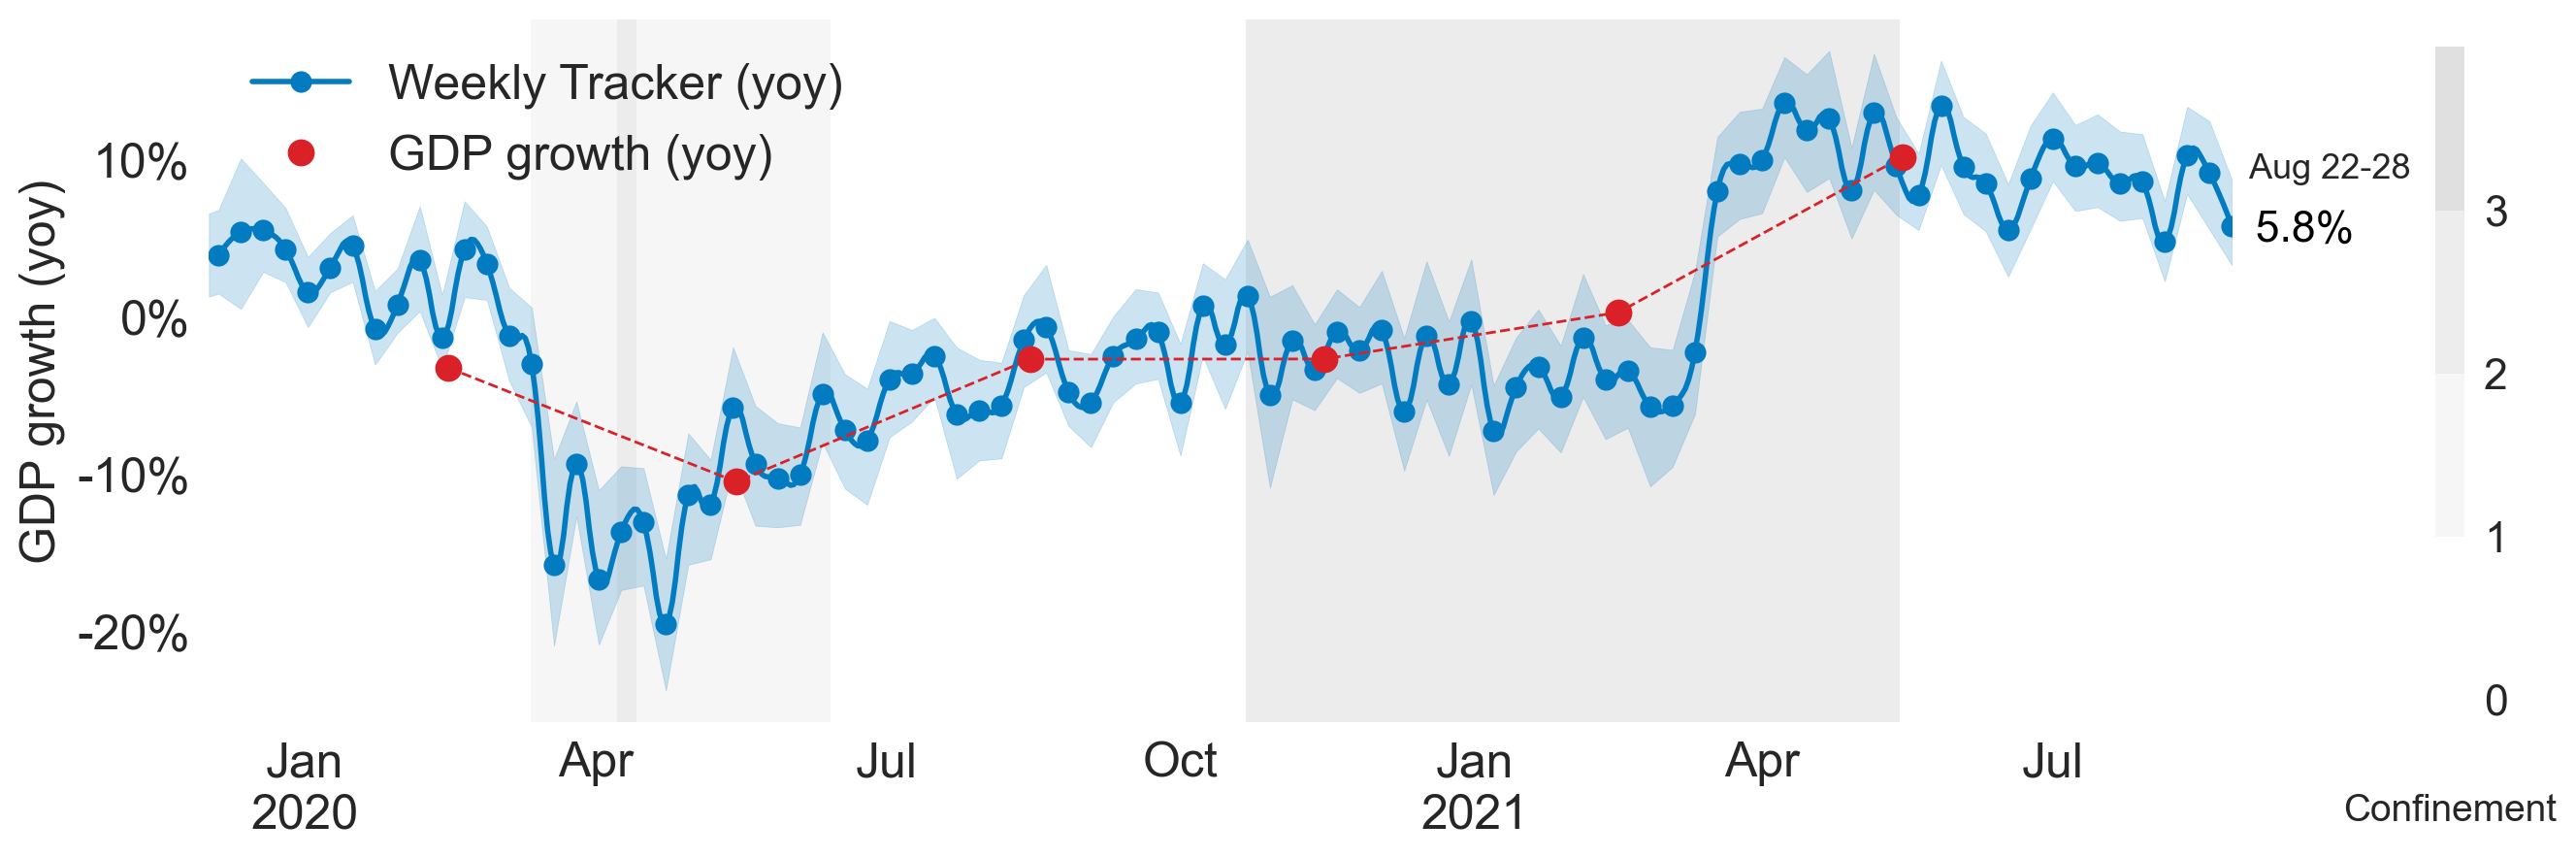 Weekly Tracker (yoy)
GDP growth (yoy)
GDP growth (yoy)
10%
0%
-10%
-20%
Jan
2020
Apr
Jul
Oct
Jan
2021
Apr
Jul
Aug 22-28
5.8%
3
2
1
0
Confinement